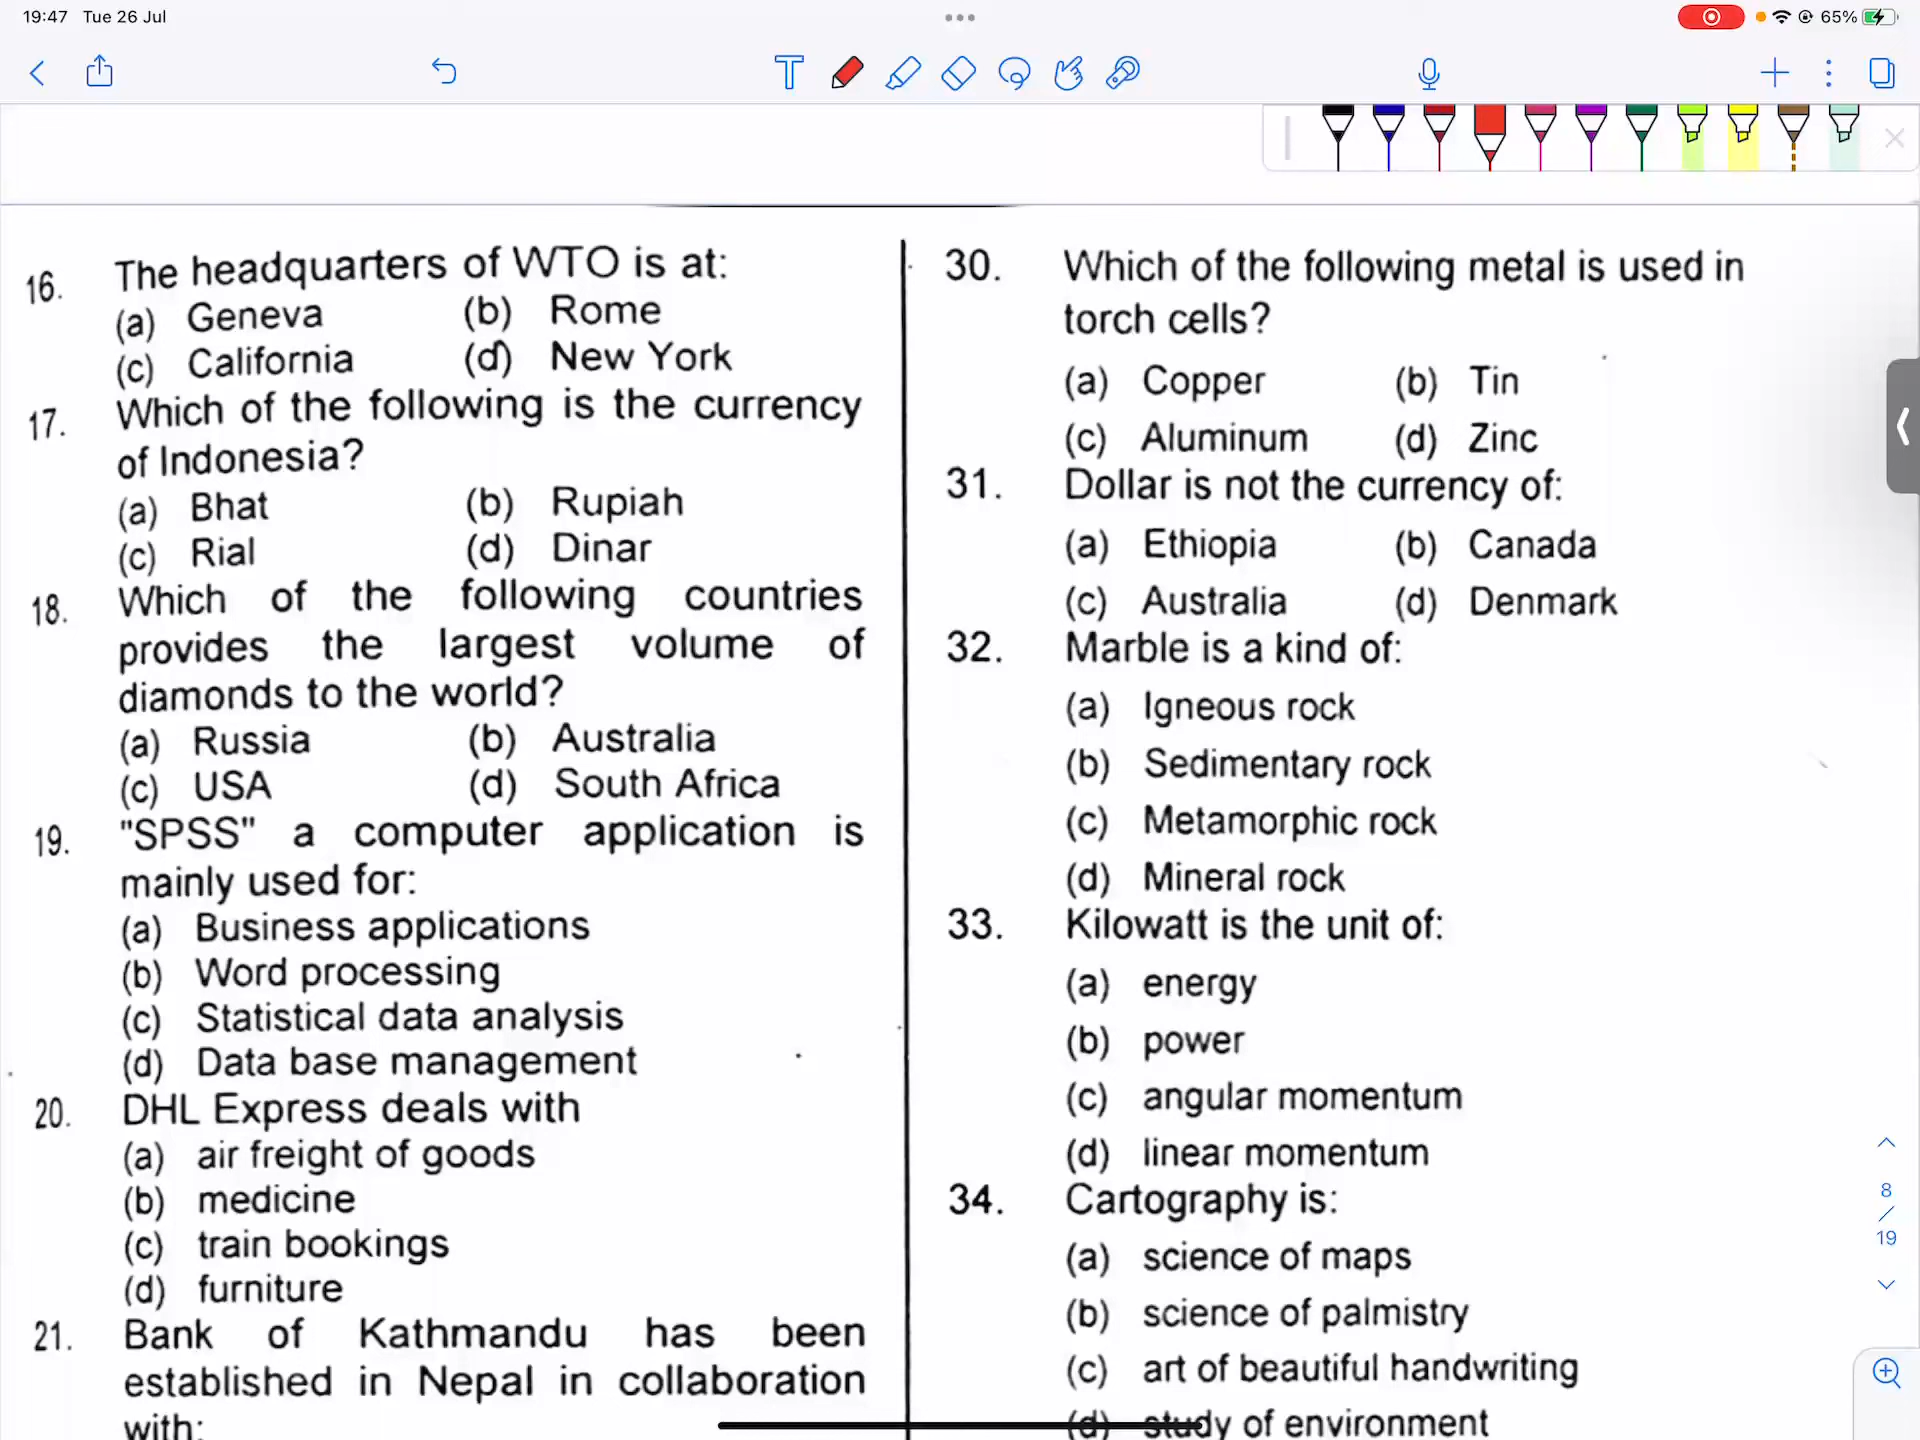 19:47 Tue 26 Jul
65%
16. The headquarters of WTO is at:
(a) Geneva (b) Rome
(c) California (d) New York
17. Which of the following is the currency
of Indonesia?
(a) Bhat (b) Rupiah
(c) Rial (d) Dinar
18. Which of the following countries
provides the largest volume of
diamonds to the world?
(a) Russia (b) Australia
(c) USA (d) South Africa
19. "SPSS" a computer application is
mainly used for:
(a) Business applications
(b) Word processing
(c) Statistical data analysis
(d) Data base management
20. DHL Express deals with
(a) air freight of goods
(b) medicine
(c) train bookings
(d) furniture
21. Bank of Kathmandu has been
established in Nepal in collaboration
with:
30. Which of the following metal is used in
torch cells?
(a) Copper (b) Tin
(c) Aluminum (d) Zinc
31. Dollar is not the currency of:
(a) Ethiopia (b) Canada
(c) Australia (d) Denmark
32. Marble is a kind of:
(a) Igneous rock
(b) Sedimentary rock
(c) Metamorphic rock
(d) Mineral rock
33. Kilowatt is the unit of:
(a) energy
(b) power
(c) angular momentum
(d) linear momentum
34. Cartography is:
(a) science of maps
(b) science of palmistry
(c) art of beautiful handwriting
(d) study of environment
8
/
19